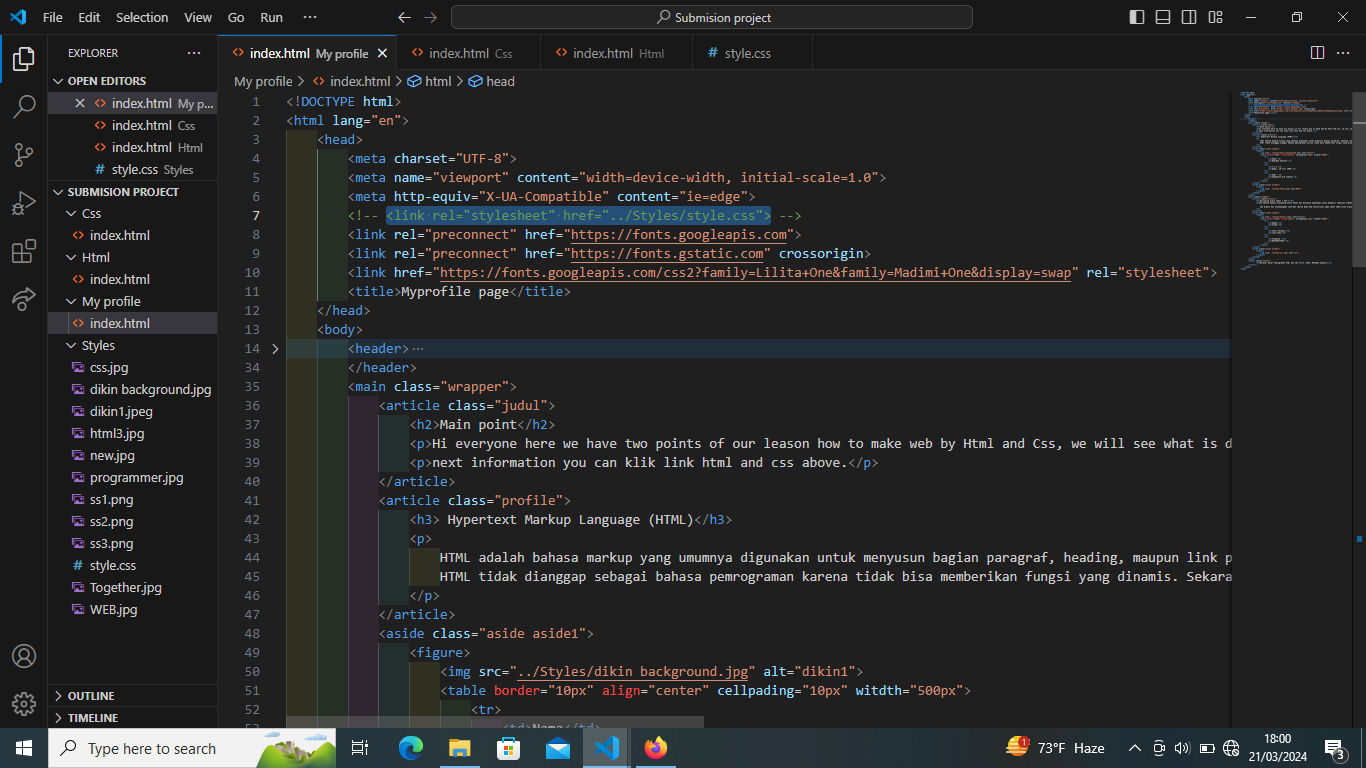 File Edit Selection View Go Run ···
Submision project
EXPLORER
OPEN EDITORS
index.html My p...
index.html Css
index.html Html
style.css Styles
SUBMISION PROJECT
Css
index.html
Html
index.html
My profile
index.html
Styles
css.jpg
dikin background.jpg
dikin1.jpeg
html3.jpg
new.jpg
programmer.jpg
ss1.png
ss2.png
ss3.png
style.css
Together.jpg
WEB.jpg
OUTLINE
TIMELINE
index.html My profile
index.html Css
index.html Html
style.css
My profile > index.html > html > head
1 <!DOCTYPE html>
2 <html lang="en">
3 <head>
4 <meta charset="UTF-8">
5 <meta name="viewport" content="width=device-width, initial-scale=1.0">
6 <meta http-equiv="X-UA-Compatible" content="ie=edge">
7 <!-- <link rel="stylesheet" href="../Styles/style.css"> -->
8 <link rel="preconnect" href="https://fonts.googleapis.com">
9 <link rel="preconnect" href="https://fonts.gstatic.com" crossorigin>
10 <link href="https://fonts.googleapis.com/css2?family=Lilita+One&family=Madimi+One&display=swap" rel="stylesheet">
11 <title>Myprofile page</title>
12 </head>
13 <body>
14 <header>···
34 </header>
35 <main class="wrapper">
36 <article class="judul">
37 <h2>Main point</h2>
38 <p>Hi everyone here we have two points of our leason how to make web by Html and Css, we will see what is d
39 <p>next information you can klik link html and css above.</p>
40 </article>
41 <article class="profile">
42 <h3> Hypertext Markup Language (HTML)</h3>
43 <p>
44 HTML adalah bahasa markup yang umumnya digunakan untuk menyusun bagian paragraf, heading, maupun link p
45 HTML tidak dianggap sebagai bahasa pemrograman karena tidak bisa memberikan fungsi yang dinamis. Sekara
46 </p>
47 </article>
48 <aside class="aside aside1">
49 <figure>
50 <img src="../Styles/dikin background.jpg" alt="dikin1">
51 <table border="10px" align="center" cellpading="10px" witdth="500px">
52 <tr>
53 <td>Name</td>
Type here to search
73°F Haze
18:00
21/03/2024
1
3